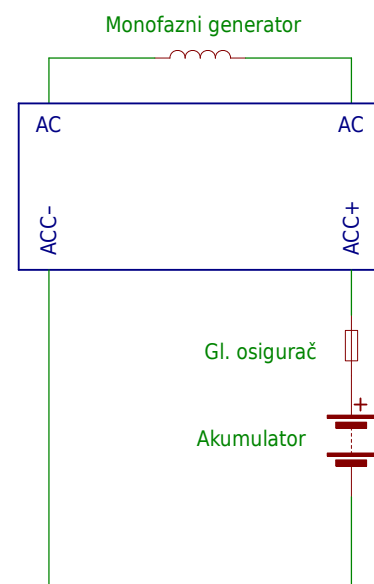 Monofazni generator
AC
AC
ACC-
ACC+
Gl. osigurač
+
Akumulator